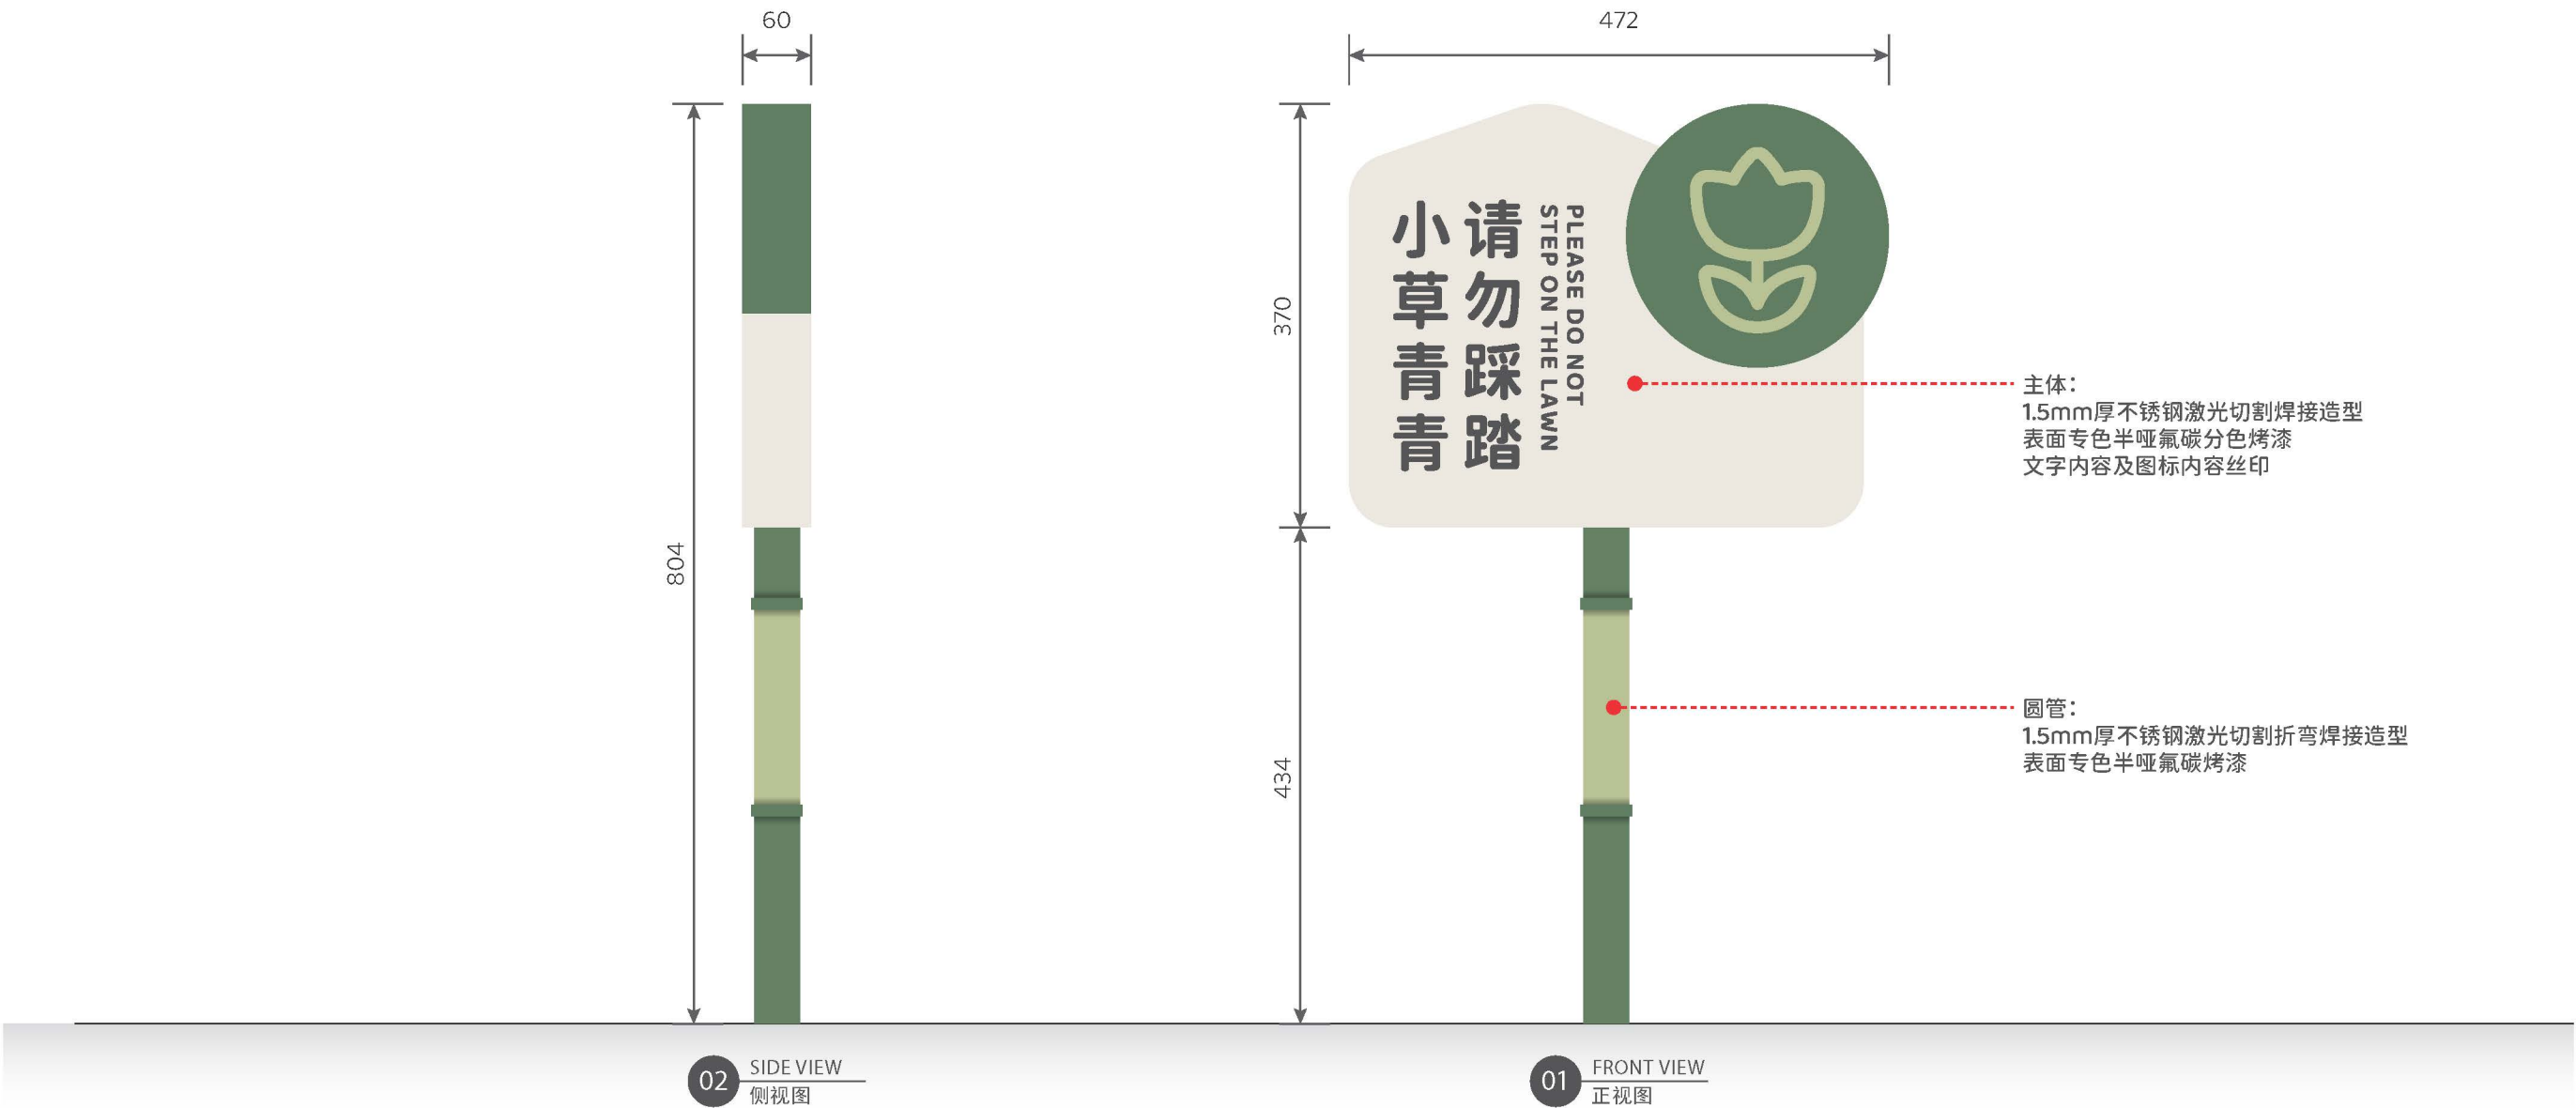 60
472
804
370
434
小草青青
请勿踩踏
PLEASE DO NOT
STEP ON THE LAWN
主体：
1.5mm厚不锈钢激光切割焊接造型
表面专色半哑氟碳分色烤漆
文字内容及图标内容丝印
圆管：
1.5mm厚不锈钢激光切割折弯焊接造型
表面专色半哑氟碳烤漆
02
SIDE VIEW
侧视图
01
FRONT VIEW
正视图